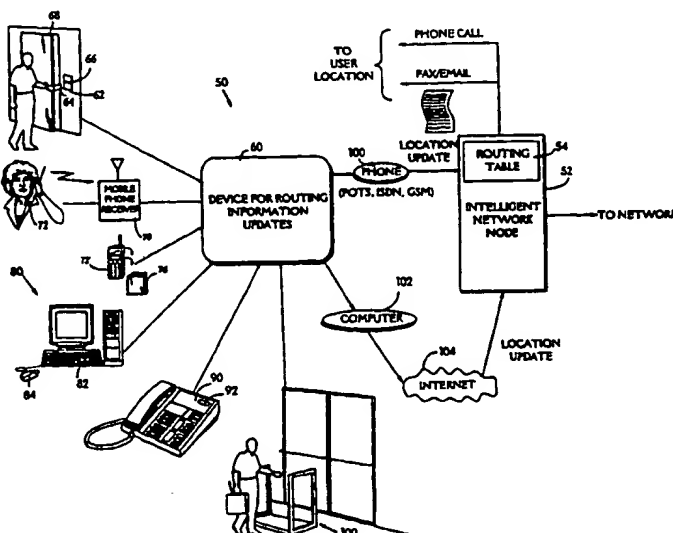 68
66
64
62
50
PHONE CALL
TO
USER
LOCATION
FAX/EMAIL
LOCATION
UPDATE
60
100
PHONE
(POTS, ISDN, GSM)
ROUTING
TABLE
54
52
INTELLIGENT
NETWORK
NODE
TO NETWORK
DEVICE FOR ROUTING
INFORMATION
UPDATES
MOBILE
PHONE
RECEIVER
72
76
80
82
84
90
92
102
COMPUTER
104
INTERNET
LOCATION
UPDATE